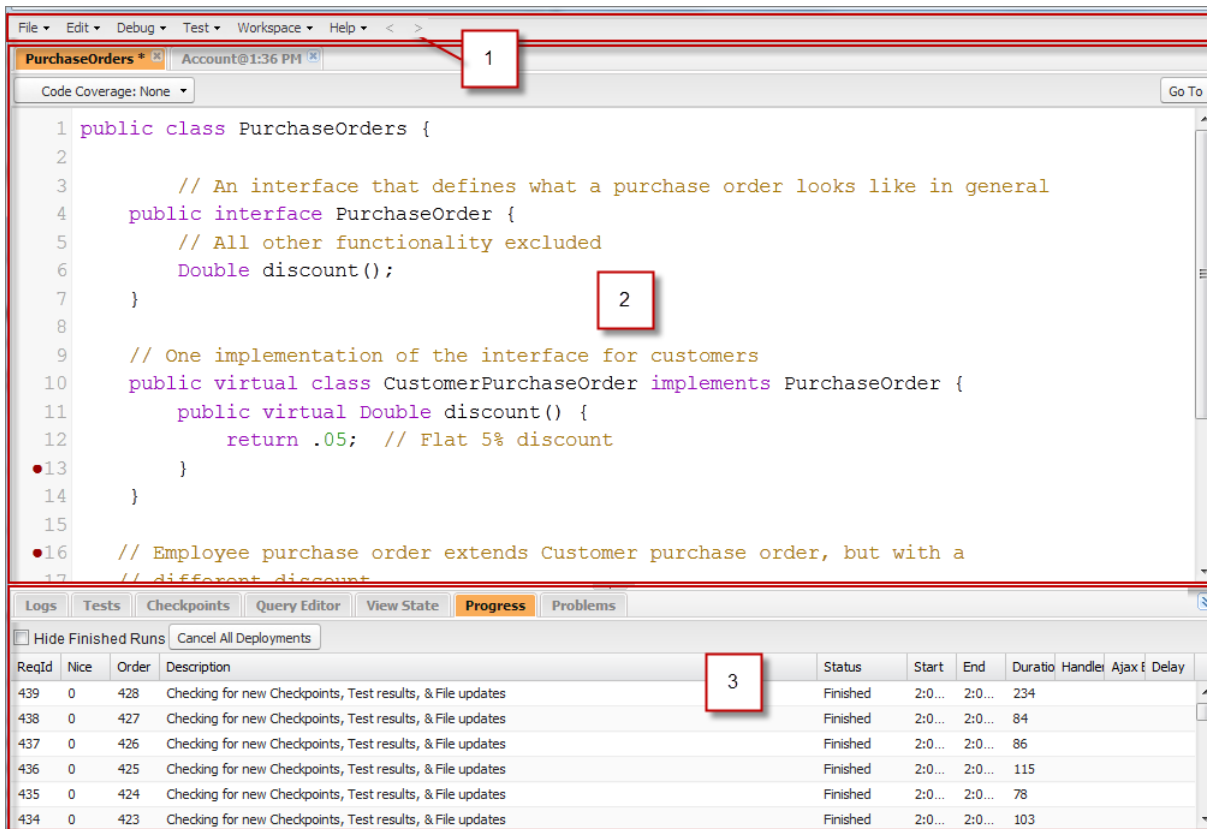 File Edit Debug Test Workspace Help < >
1
PurchaseOrders * Account@1:36 PM
Code Coverage: None Go To
1 public class PurchaseOrders {
2
3 // An interface that defines what a purchase order looks like in general
4 public interface PurchaseOrder {
5 // All other functionality excluded
6 Double discount();
7 }
2
8
9 // One implementation of the interface for customers
10 public virtual class CustomerPurchaseOrder implements PurchaseOrder {
11 public virtual Double discount() {
12 return .05; // Flat 5% discount
13 }
14 }
15
16 // Employee purchase order extends Customer purchase order, but with a
17 // different discount
Logs Tests Checkpoints Query Editor View State Progress Problems
Hide Finished Runs Cancel All Deployments
ReqId Nice Order Description Status Start End Duratio Handler Ajax E Delay
3
439 0 428 Checking for new Checkpoints, Test results, & File updates Finished 2:0... 2:0... 234
438 0 427 Checking for new Checkpoints, Test results, & File updates Finished 2:0... 2:0... 84
437 0 426 Checking for new Checkpoints, Test results, & File updates Finished 2:0... 2:0... 86
436 0 425 Checking for new Checkpoints, Test results, & File updates Finished 2:0... 2:0... 115
435 0 424 Checking for new Checkpoints, Test results, & File updates Finished 2:0... 2:0... 78
434 0 423 Checking for new Checkpoints, Test results, & File updates Finished 2:0... 2:0... 103